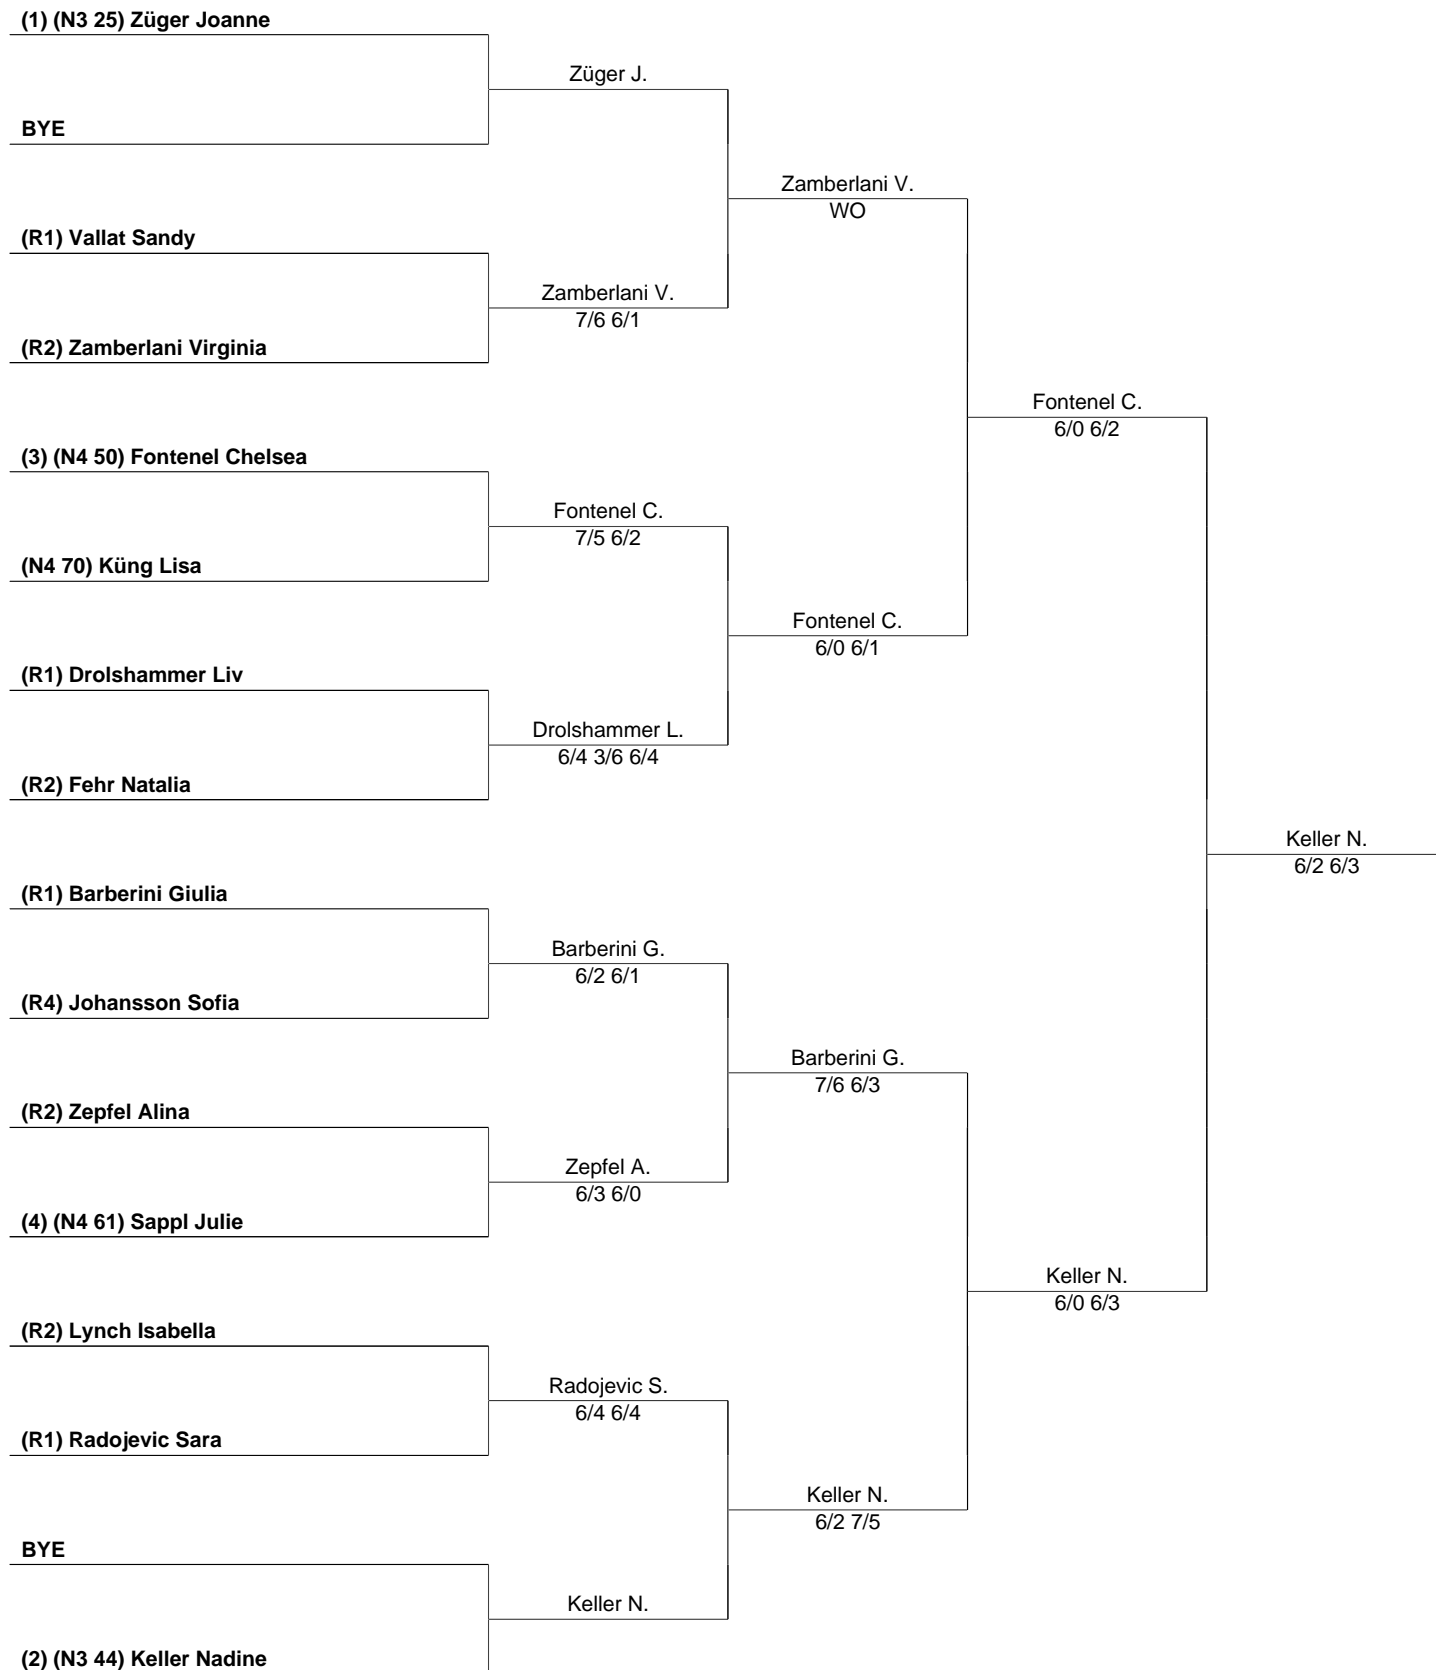 (1) (N3 25) Züger Joanne
Züger J.
BYE
Zamberlani V.
WO
(R1) Vallat Sandy
Zamberlani V.
7/6 6/1
(R2) Zamberlani Virginia
Fontenel C.
6/0 6/2
(3) (N4 50) Fontenel Chelsea
Fontenel C.
7/5 6/2
(N4 70) Küng Lisa
Fontenel C.
6/0 6/1
(R1) Drolshammer Liv
Drolshammer L.
6/4 3/6 6/4
(R2) Fehr Natalia
Keller N.
6/2 6/3
(R1) Barberini Giulia
Barberini G.
6/2 6/1
(R4) Johansson Sofia
Barberini G.
7/6 6/3
(R2) Zepfel Alina
Zepfel A.
6/3 6/0
(4) (N4 61) Sappl Julie
Keller N.
6/0 6/3
(R2) Lynch Isabella
Radojevic S.
6/4 6/4
(R1) Radojevic Sara
Keller N.
6/2 7/5
BYE
Keller N.
(2) (N3 44) Keller Nadine